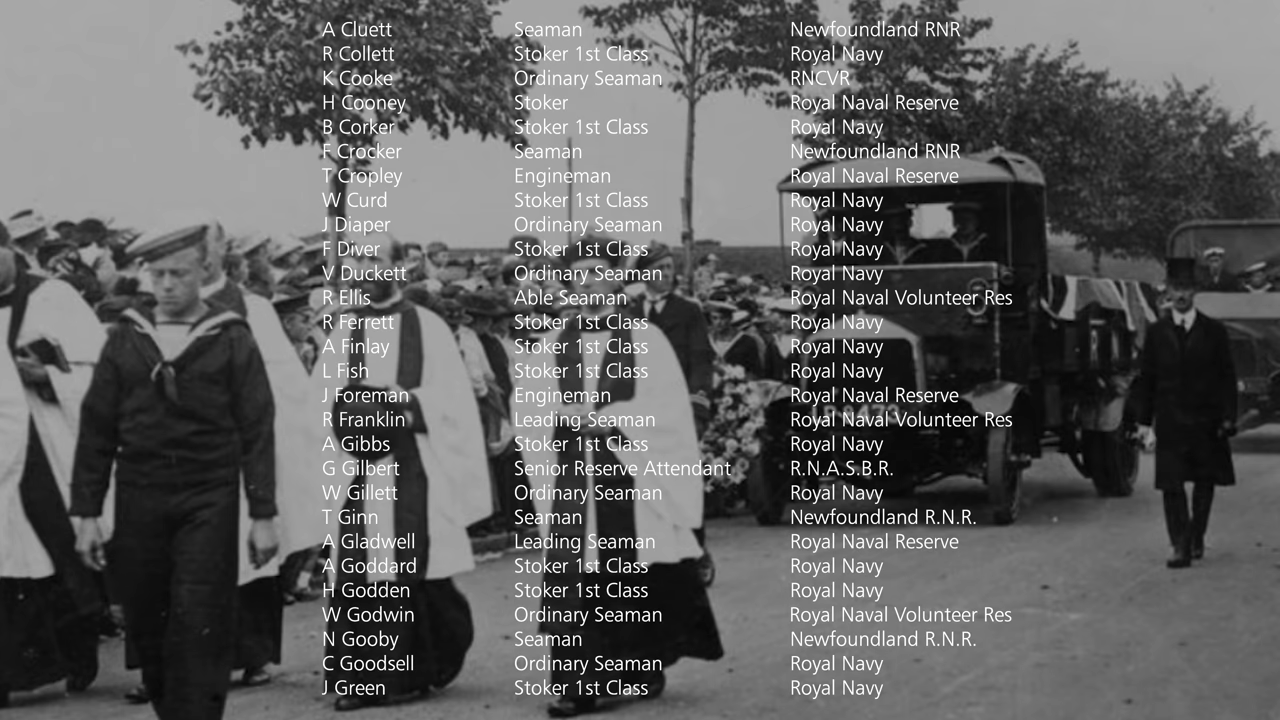 A Cluett Seaman Newfoundland RNR
R Collett Stoker 1st Class Royal Navy
K Cooke Ordinary Seaman RNCVR
H Cooney Stoker Royal Naval Reserve
B Corker Stoker 1st Class Royal Navy
F Crocker Seaman Newfoundland RNR
T Cropley Engineman Royal Naval Reserve
W Curd Stoker 1st Class Royal Navy
J Diaper Ordinary Seaman Royal Navy
F Diver Stoker 1st Class Royal Navy
V Duckett Ordinary Seaman Royal Navy
R Ellis Able Seaman Royal Naval Volunteer Res
R Ferrett Stoker 1st Class Royal Navy
A Finlay Stoker 1st Class Royal Navy
L Fish Stoker 1st Class Royal Navy
J Foreman Engineman Royal Naval Reserve
R Franklin Leading Seaman Royal Naval Volunteer Res
A Gibbs Stoker 1st Class Royal Navy
G Gilbert Senior Reserve Attendant R.N.A.S.B.R.
W Gillett Ordinary Seaman Royal Navy
T Ginn Seaman Newfoundland R.N.R.
A Gladwell Leading Seaman Royal Naval Reserve
A Goddard Stoker 1st Class Royal Navy
H Godden Stoker 1st Class Royal Navy
W Godwin Ordinary Seaman Royal Naval Volunteer Res
N Gooby Seaman Newfoundland R.N.R.
C Goodsell Ordinary Seaman Royal Navy
J Green Stoker 1st Class Royal Navy